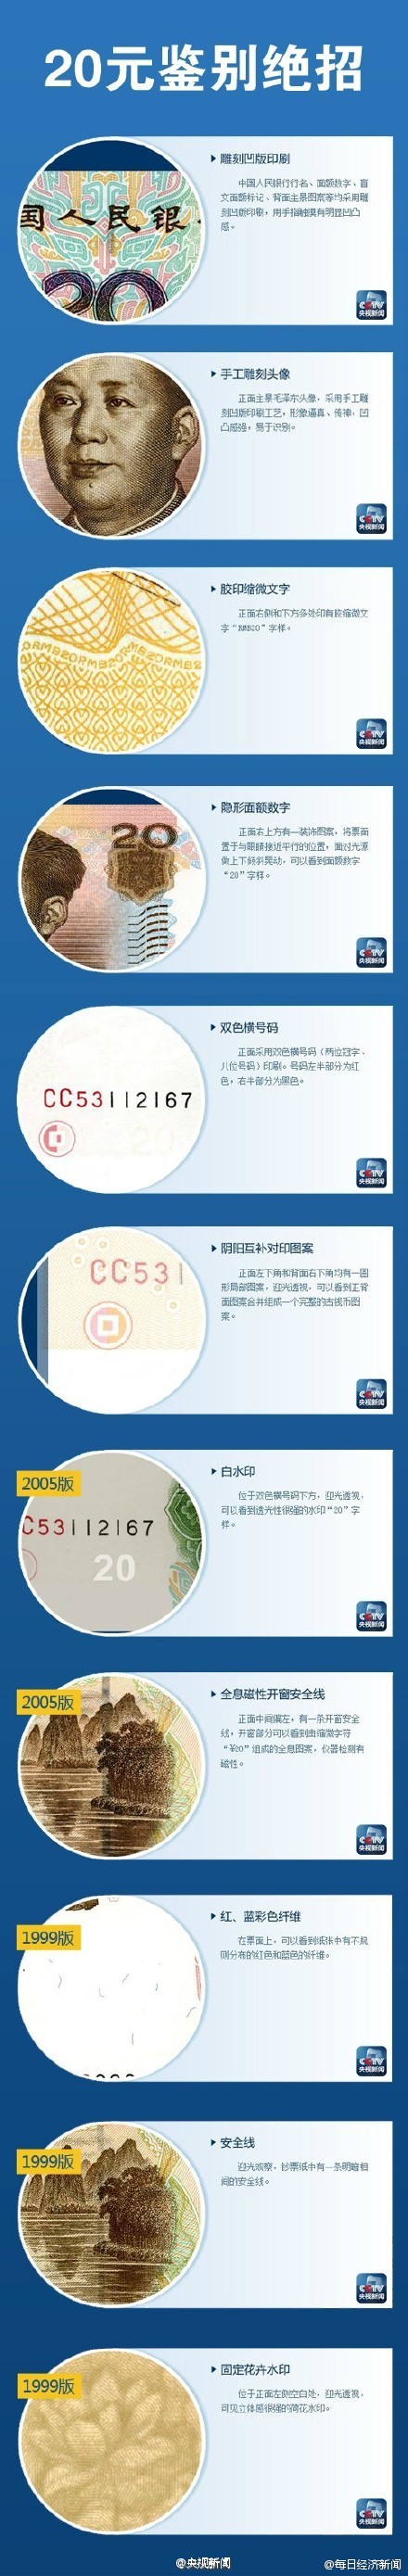 20元鉴别绝招
国人民银
20
雕刻凹版印刷
中国人民银行行名、面额数字、盲
文面额标记、背面主景图案等均采用雕
刻凹版印刷,用手指触摸有明显凹凸
感。
CCTV
央视新闻
手工雕刻头像
正面主景毛泽东头像,采用手工雕
刻凹版印刷工艺,形象逼真、传神,凹
凸感强,易于识别。
CCTV
央视新闻
ORMB20RMB20
MB20RMB2
胶印缩微文字
正面右侧和下方多处印有胶缩微文
字“RMB20”字样。
CCTV
央视新闻
20
隐形面额数字
正面右上方有一装饰图案,将票面
置于与眼睛接近平行的位置,面对光源
做上下倾斜晃动,可以看到面额数字
“20”字样。
CCTV
央视新闻
CC53112167
20
双色横号码
正面采用双色横号码(两位冠字、
八位号码)印刷。号码左半部分为红
色,右半部分为黑色。
CCTV
央视新闻
CC531
阴阳互补对印图案
正面左下角和背面右下角均有一圆
形局部图案,迎光透视,可以看到正背
面图案合并组成一个完整的古钱币图
案。
CCTV
央视新闻
2005版
C53112167
20
白水印
位于双色横号码下方,迎光透视,
可以看到透光性很强的水印“20”字
样。
CCTV
央视新闻
2005版
全息磁性开窗安全线
正面中间偏左,有一条开窗安全
线,开窗部分可以看到由缩微字符
“¥20”组成的全息图案,仪器检测有
磁性。
CCTV
央视新闻
1999版
红、蓝彩色纤维
在票面上,可以看到纸张中有不规
则分布的红色和蓝色的纤维。
CCTV
央视新闻
1999版
安全线
迎光观察,钞票纸中有一条明暗相
间的安全线。
CCTV
央视新闻
1999版
固定花卉水印
位于正面左侧空白处,迎光透视,
可见立体感很强的荷花水印。
CCTV
央视新闻
@央视新闻
@每日经济新闻